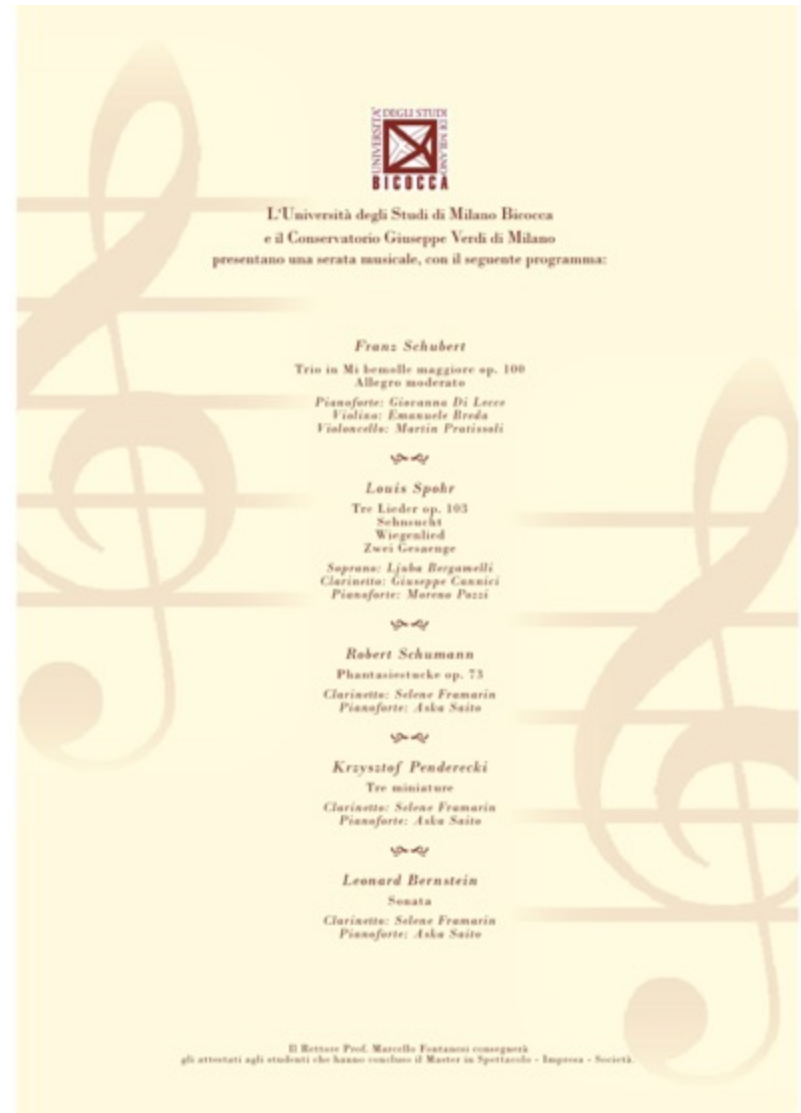 UNIVERSITA'
DEGLI STUDI
DI MILANO
BICOCCA
L'Università degli Studi di Milano Bicocca
e il Conservatorio Giuseppe Verdi di Milano
presentano una serata musicale, con il seguente programma:
Franz Schubert
Trio in Mi bemolle maggiore op. 100
Allegro moderato
Pianoforte: Giovanna Di Lecce
Violino: Emanuele Breda
Violoncello: Martin Pratissoli
Louis Spohr
Tre Lieder op. 103
Sehnsucht
Wiegenlied
Zwei Gesaenge
Soprano: Ljuba Bergamelli
Clarinetto: Giuseppe Cannici
Pianoforte: Moreno Pozzi
Robert Schumann
Phantasiestucke op. 73
Clarinetto: Selene Framarin
Pianoforte: Aska Saito
Krzysztof Penderecki
Tre miniature
Clarinetto: Selene Framarin
Pianoforte: Aska Saito
Leonard Bernstein
Sonata
Clarinetto: Selene Framarin
Pianoforte: Aska Saito
Il Rettore Prof. Marcello Fontanesi consegnerà
gli attestati agli studenti che hanno concluso il Master in Spettacolo - Impresa - Società.